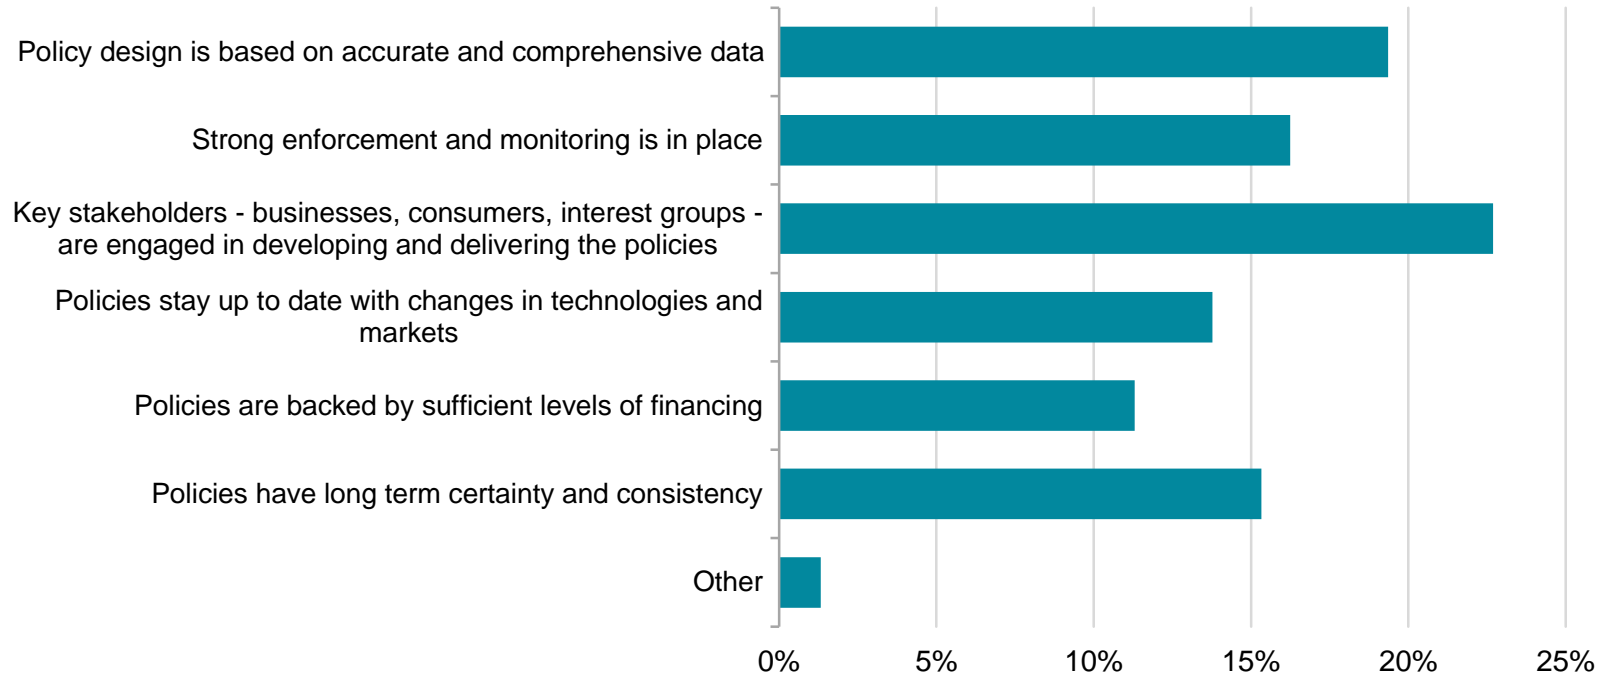 Policy design is based on accurate and comprehensive data
Strong enforcement and monitoring is in place
Key stakeholders - businesses, consumers, interest groups -
are engaged in developing and delivering the policies
Policies stay up to date with changes in technologies and
markets
Policies are backed by sufficient levels of financing
Policies have long term certainty and consistency
Other
0% 5% 10% 15% 20% 25%